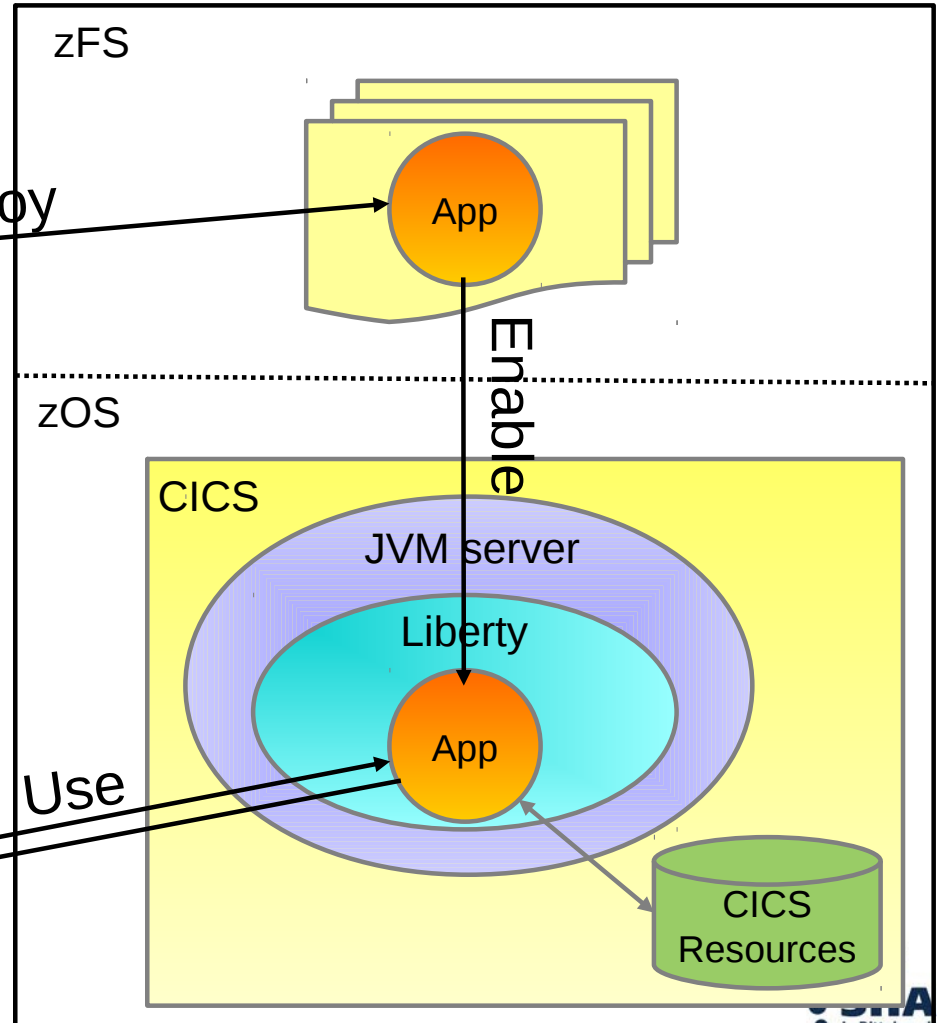 zFS
App
Enable
zOS
CICS
JVM server
Liberty
App
Use
CICS
Resources